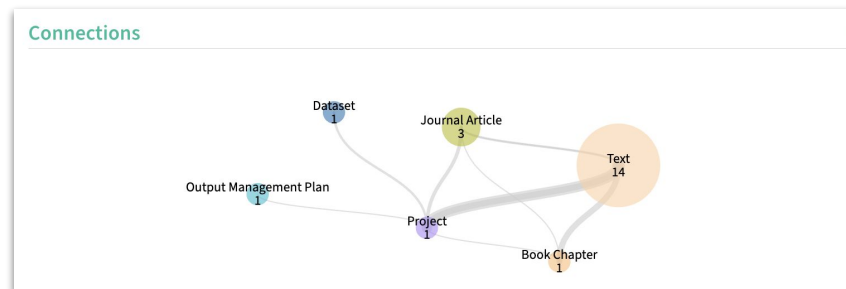 Connections
Dataset
1
Journal Article
3
Text
14
Output Management Plan
1
Project
1
Book Chapter
1